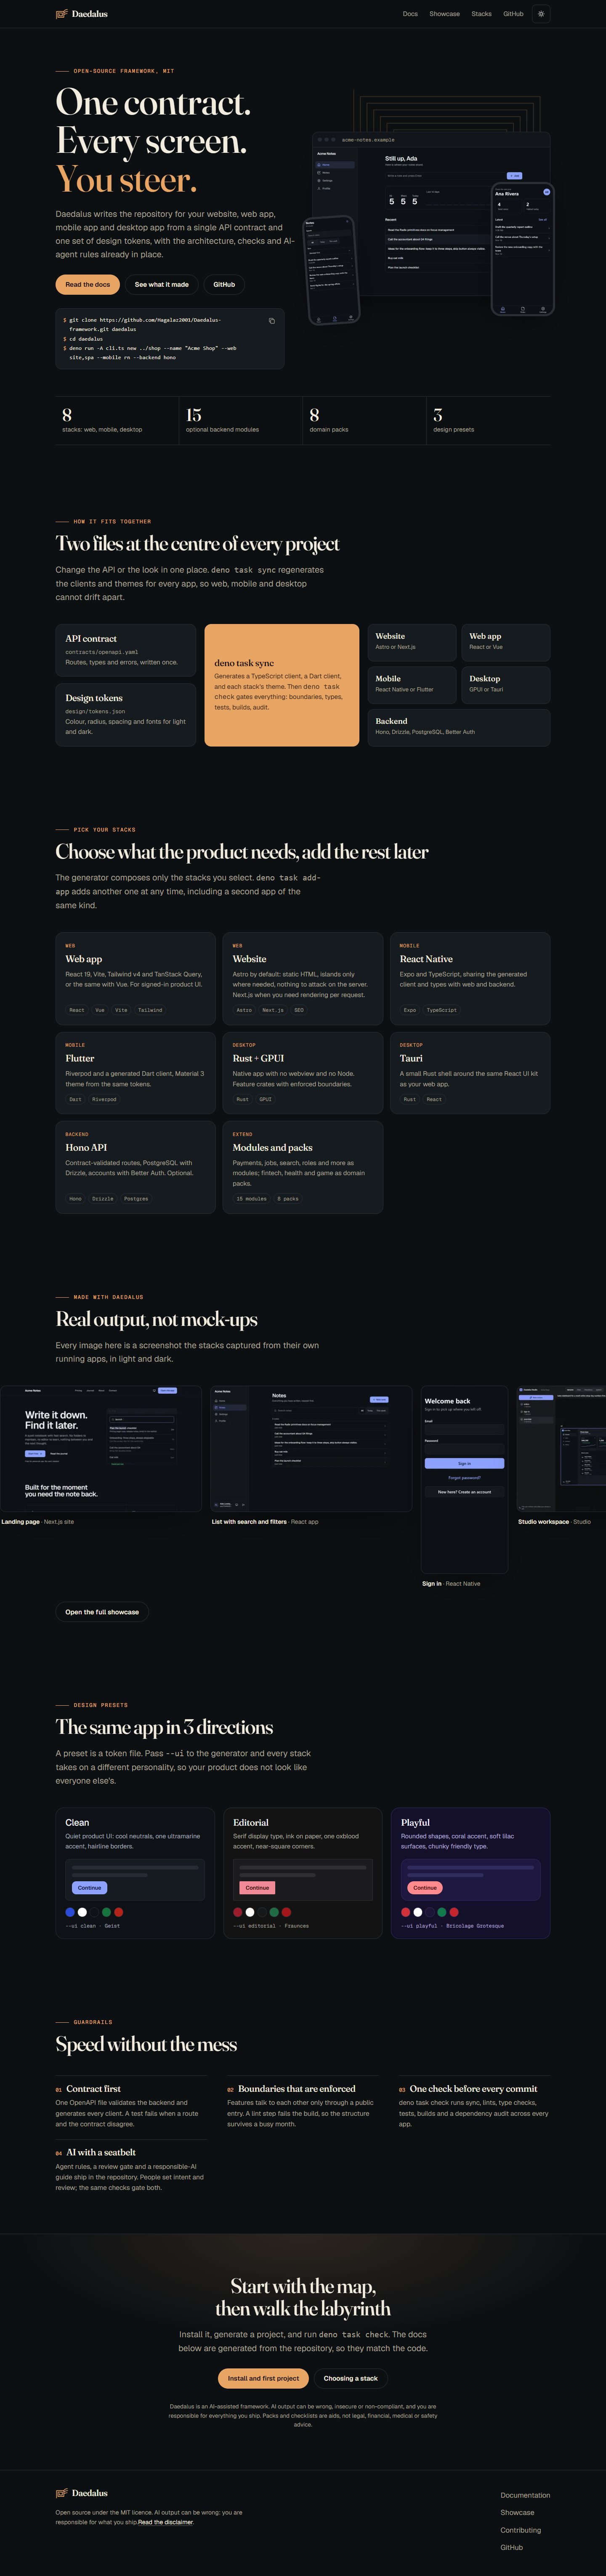 Daedalus
Docs
Showcase
Stacks
GitHub
OPEN-SOURCE FRAMEWORK, MIT
One contract.
Every screen.
You steer.
Daedalus writes the repository for your website, web app,
mobile app and desktop app from a single API contract and
one set of design tokens, with the architecture, checks and AI-
agent rules already in place.
Read the docs
See what it made
GitHub
$ git clone https://github.com/Hagalaz2001/Daedalus-
framework.git daedalus
$ cd daedalus
$ deno run -A cli.ts new ../shop --name "Acme Shop" --web
site,spa --mobile rn --backend hono
acme-notes.example
Acme Notes
Still up, Ada
Recent
Ana Rivera
8
stacks: web, mobile, desktop
15
optional backend modules
8
domain packs
3
design presets
HOW IT FITS TOGETHER
Two files at the centre of every project
Change the API or the look in one place. deno task sync regenerates
the clients and themes for every app, so web, mobile and desktop
cannot drift apart.
API contract
contracts/openapi.yaml
Routes, types and errors, written once.
Design tokens
design/tokens.json
Colour, radius, spacing and fonts for light
and dark.
deno task sync
Generates a TypeScript client, a Dart client,
and each stack's theme. Then deno task
check gates everything: boundaries, types,
tests, builds, audit.
Website
Astro or Next.js
Web app
React or Vue
Mobile
React Native or Flutter
Desktop
GPUI or Tauri
Backend
Hono, Drizzle, PostgreSQL, Better Auth
PICK YOUR STACKS
Choose what the product needs, add the rest later
The generator composes only the stacks you select. deno task add-
app adds another one at any time, including a second app of the
same kind.
WEB
Web app
React 19, Vite, Tailwind v4 and TanStack Query,
or the same with Vue. For signed-in product UI.
React
Vue
Vite
Tailwind
WEB
Website
Astro by default: static HTML, islands only
where needed, nothing to attack on the server.
Next.js when you need rendering per request.
Astro
Next.js
SEO
MOBILE
React Native
Expo and TypeScript, sharing the generated
client and types with web and backend.
Expo
TypeScript
MOBILE
Flutter
Riverpod and a generated Dart client, Material 3
theme from the same tokens.
Dart
Riverpod
DESKTOP
Rust + GPUI
Native app with no webview and no Node.
Feature crates with enforced boundaries.
Rust
GPUI
DESKTOP
Tauri
A small Rust shell around the same React UI kit
as your web app.
Rust
React
BACKEND
Hono API
Contract-validated routes, PostgreSQL with
Drizzle, accounts with Better Auth. Optional.
Hono
Drizzle
Postgres
EXTEND
Modules and packs
Payments, jobs, search, roles and more as
modules; fintech, health and game as domain
packs.
15 modules
8 packs
MADE WITH DAEDALUS
Real output, not mock-ups
Every image here is a screenshot the stacks captured from their own
running apps, in light and dark.
Acme Notes
Write it down.
Find it later.
Built for the moment
you need the note back.
Landing page · Next.js site
Acme Notes
Notes
List with search and filters · React app
Welcome back
Email
Password
Sign in
Forgot password?
New here? Create an account
Sign in · React Native
Studio workspace · Studio
Open the full showcase
DESIGN PRESETS
The same app in 3 directions
A preset is a token file. Pass --ui to the generator and every stack
takes on a different personality, so your product does not look like
everyone else's.
Clean
Quiet product UI: cool neutrals, one ultramarine
accent, hairline borders.
Continue
--ui clean · Geist
Editorial
Serif display type, ink on paper, one oxblood
accent, near-square corners.
Continue
--ui editorial · Fraunces
Playful
Rounded shapes, coral accent, soft lilac
surfaces, chunky friendly type.
Continue
--ui playful · Bricolage Grotesque
GUARDRAILS
Speed without the mess
01 Contract first
One OpenAPI file validates the backend and
generates every client. A test fails when a route
and the contract disagree.
02 Boundaries that are enforced
Features talk to each other only through a public
entry. A lint step fails the build, so the structure
survives a busy month.
03 One check before every commit
deno task check runs sync, lints, type checks,
tests, builds and a dependency audit across every
app.
04 AI with a seatbelt
Agent rules, a review gate and a responsible-AI
guide ship in the repository. People set intent and
review; the same checks gate both.
Start with the map,
then walk the labyrinth
Install it, generate a project, and run deno task check. The docs
below are generated from the repository, so they match the code.
Install and first project
Choosing a stack
Daedalus is an AI-assisted framework. AI output can be wrong, insecure or non-compliant, and you are
responsible for everything you ship. Packs and checklists are aids, not legal, financial, medical or safety
advice.
Daedalus
Open source under the MIT licence. AI output can be wrong: you are
responsible for what you ship.Read the disclaimer.
Documentation
Showcase
Contributing
GitHub